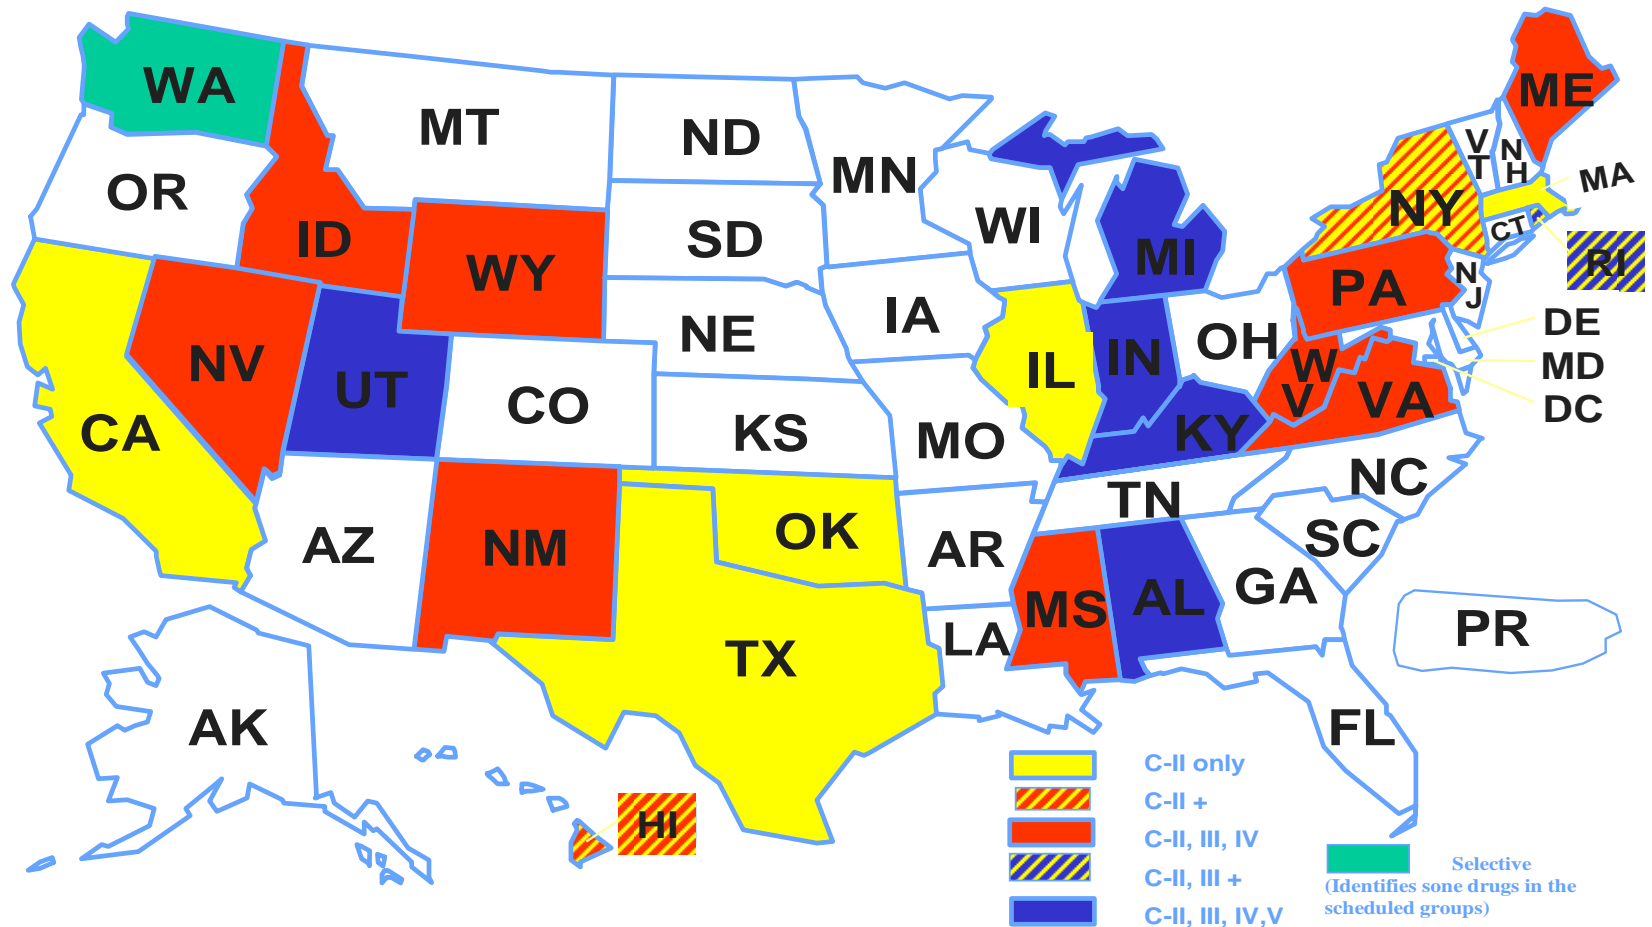 WA
MT
ND
MN
ME
VT
NH
MA
OR
ID
WY
SD
WI
MI
NY
CT
RI
NV
UT
CO
NE
IA
IL
IN
OH
PA
NJ
DE
MD
DC
CA
KS
MO
KY
WV
VA
NC
TN
SC
AZ
NM
OK
AR
MS
AL
GA
PR
TX
LA
FL
AK
HI
C-II only
C-II +
C-II, III, IV
C-II, III +
C-II, III, IV,V
Selective
(Identifies sone drugs in the
scheduled groups)